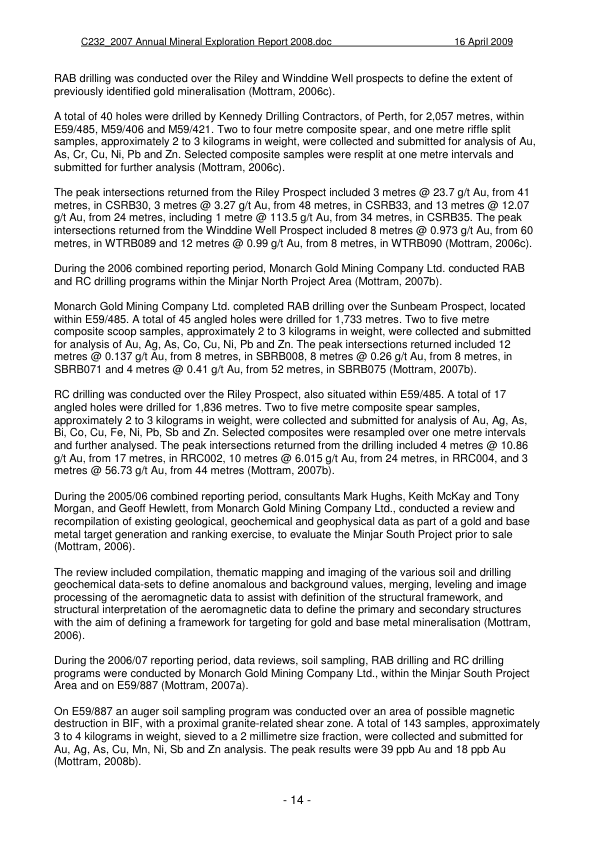 C232_2007 Annual Mineral Exploration Report 2008.doc 16 April 2009
RAB drilling was conducted over the Riley and Winddine Well prospects to define the extent of
previously identified gold mineralisation (Mottram, 2006c).
A total of 40 holes were drilled by Kennedy Drilling Contractors, of Perth, for 2,057 metres, within
E59/485, M59/406 and M59/421. Two to four metre composite spear, and one metre riffle split
samples, approximately 2 to 3 kilograms in weight, were collected and submitted for analysis of Au,
As, Cr, Cu, Ni, Pb and Zn. Selected composite samples were resplit at one metre intervals and
submitted for further analysis (Mottram, 2006c).
The peak intersections returned from the Riley Prospect included 3 metres @ 23.7 g/t Au, from 41
metres, in CSRB30, 3 metres @ 3.27 g/t Au, from 48 metres, in CSRB33, and 13 metres @ 12.07
g/t Au, from 24 metres, including 1 metre @ 113.5 g/t Au, from 34 metres, in CSRB35. The peak
intersections returned from the Winddine Well Prospect included 8 metres @ 0.973 g/t Au, from 60
metres, in WTRB089 and 12 metres @ 0.99 g/t Au, from 8 metres, in WTRB090 (Mottram, 2006c).
During the 2006 combined reporting period, Monarch Gold Mining Company Ltd. conducted RAB
and RC drilling programs within the Minjar North Project Area (Mottram, 2007b).
Monarch Gold Mining Company Ltd. completed RAB drilling over the Sunbeam Prospect, located
within E59/485. A total of 45 angled holes were drilled for 1,733 metres. Two to five metre
composite scoop samples, approximately 2 to 3 kilograms in weight, were collected and submitted
for analysis of Au, Ag, As, Co, Cu, Ni, Pb and Zn. The peak intersections returned included 12
metres @ 0.137 g/t Au, from 8 metres, in SBRB008, 8 metres @ 0.26 g/t Au, from 8 metres, in
SBRB071 and 4 metres @ 0.41 g/t Au, from 52 metres, in SBRB075 (Mottram, 2007b).
RC drilling was conducted over the Riley Prospect, also situated within E59/485. A total of 17
angled holes were drilled for 1,836 metres. Two to five metre composite spear samples,
approximately 2 to 3 kilograms in weight, were collected and submitted for analysis of Au, Ag, As,
Bi, Co, Cu, Fe, Ni, Pb, Sb and Zn. Selected composites were resampled over one metre intervals
and further analysed. The peak intersections returned from the drilling included 4 metres @ 10.86
g/t Au, from 17 metres, in RRC002, 10 metres @ 6.015 g/t Au, from 24 metres, in RRC004, and 3
metres @ 56.73 g/t Au, from 44 metres (Mottram, 2007b).
During the 2005/06 combined reporting period, consultants Mark Hughs, Keith McKay and Tony
Morgan, and Geoff Hewlett, from Monarch Gold Mining Company Ltd., conducted a review and
recompilation of existing geological, geochemical and geophysical data as part of a gold and base
metal target generation and ranking exercise, to evaluate the Minjar South Project prior to sale
(Mottram, 2006).
The review included compilation, thematic mapping and imaging of the various soil and drilling
geochemical data-sets to define anomalous and background values, merging, leveling and image
processing of the aeromagnetic data to assist with definition of the structural framework, and
structural interpretation of the aeromagnetic data to define the primary and secondary structures
with the aim of defining a framework for targeting for gold and base metal mineralisation (Mottram,
2006).
During the 2006/07 reporting period, data reviews, soil sampling, RAB drilling and RC drilling
programs were conducted by Monarch Gold Mining Company Ltd., within the Minjar South Project
Area and on E59/887 (Mottram, 2007a).
On E59/887 an auger soil sampling program was conducted over an area of possible magnetic
destruction in BIF, with a proximal granite-related shear zone. A total of 143 samples, approximately
3 to 4 kilograms in weight, sieved to a 2 millimetre size fraction, were collected and submitted for
Au, Ag, As, Cu, Mn, Ni, Sb and Zn analysis. The peak results were 39 ppb Au and 18 ppb Au
(Mottram, 2008b).
- 14 -